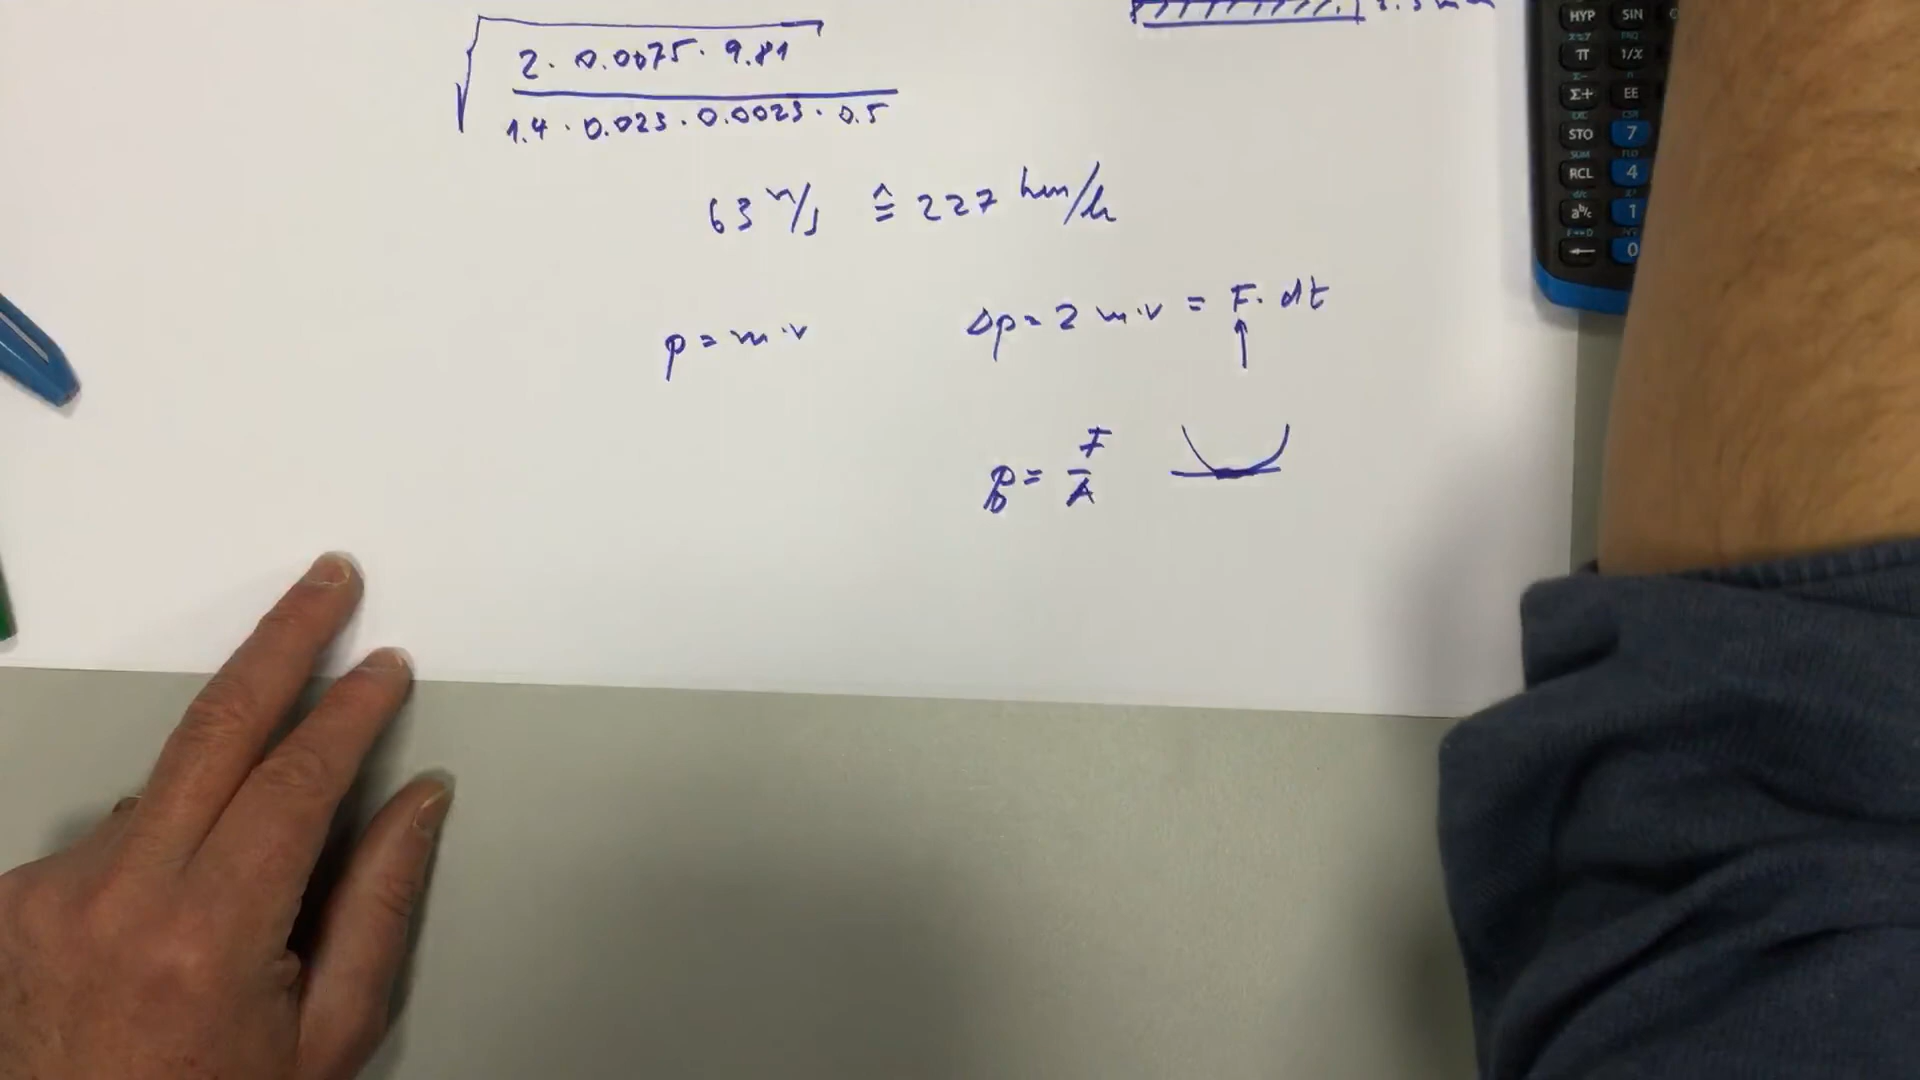 2. 0.0075. 9.81
1.4 . 0.023 . 0.0023 . 0.5
63 m/s ≙ 227 km/h
p = m·v
Δp = 2 m·v = F. dt
p = F/A
HYP SIN
π 1/x
Σ+ EE
STO 7
RCL 4
ab/c 1
0